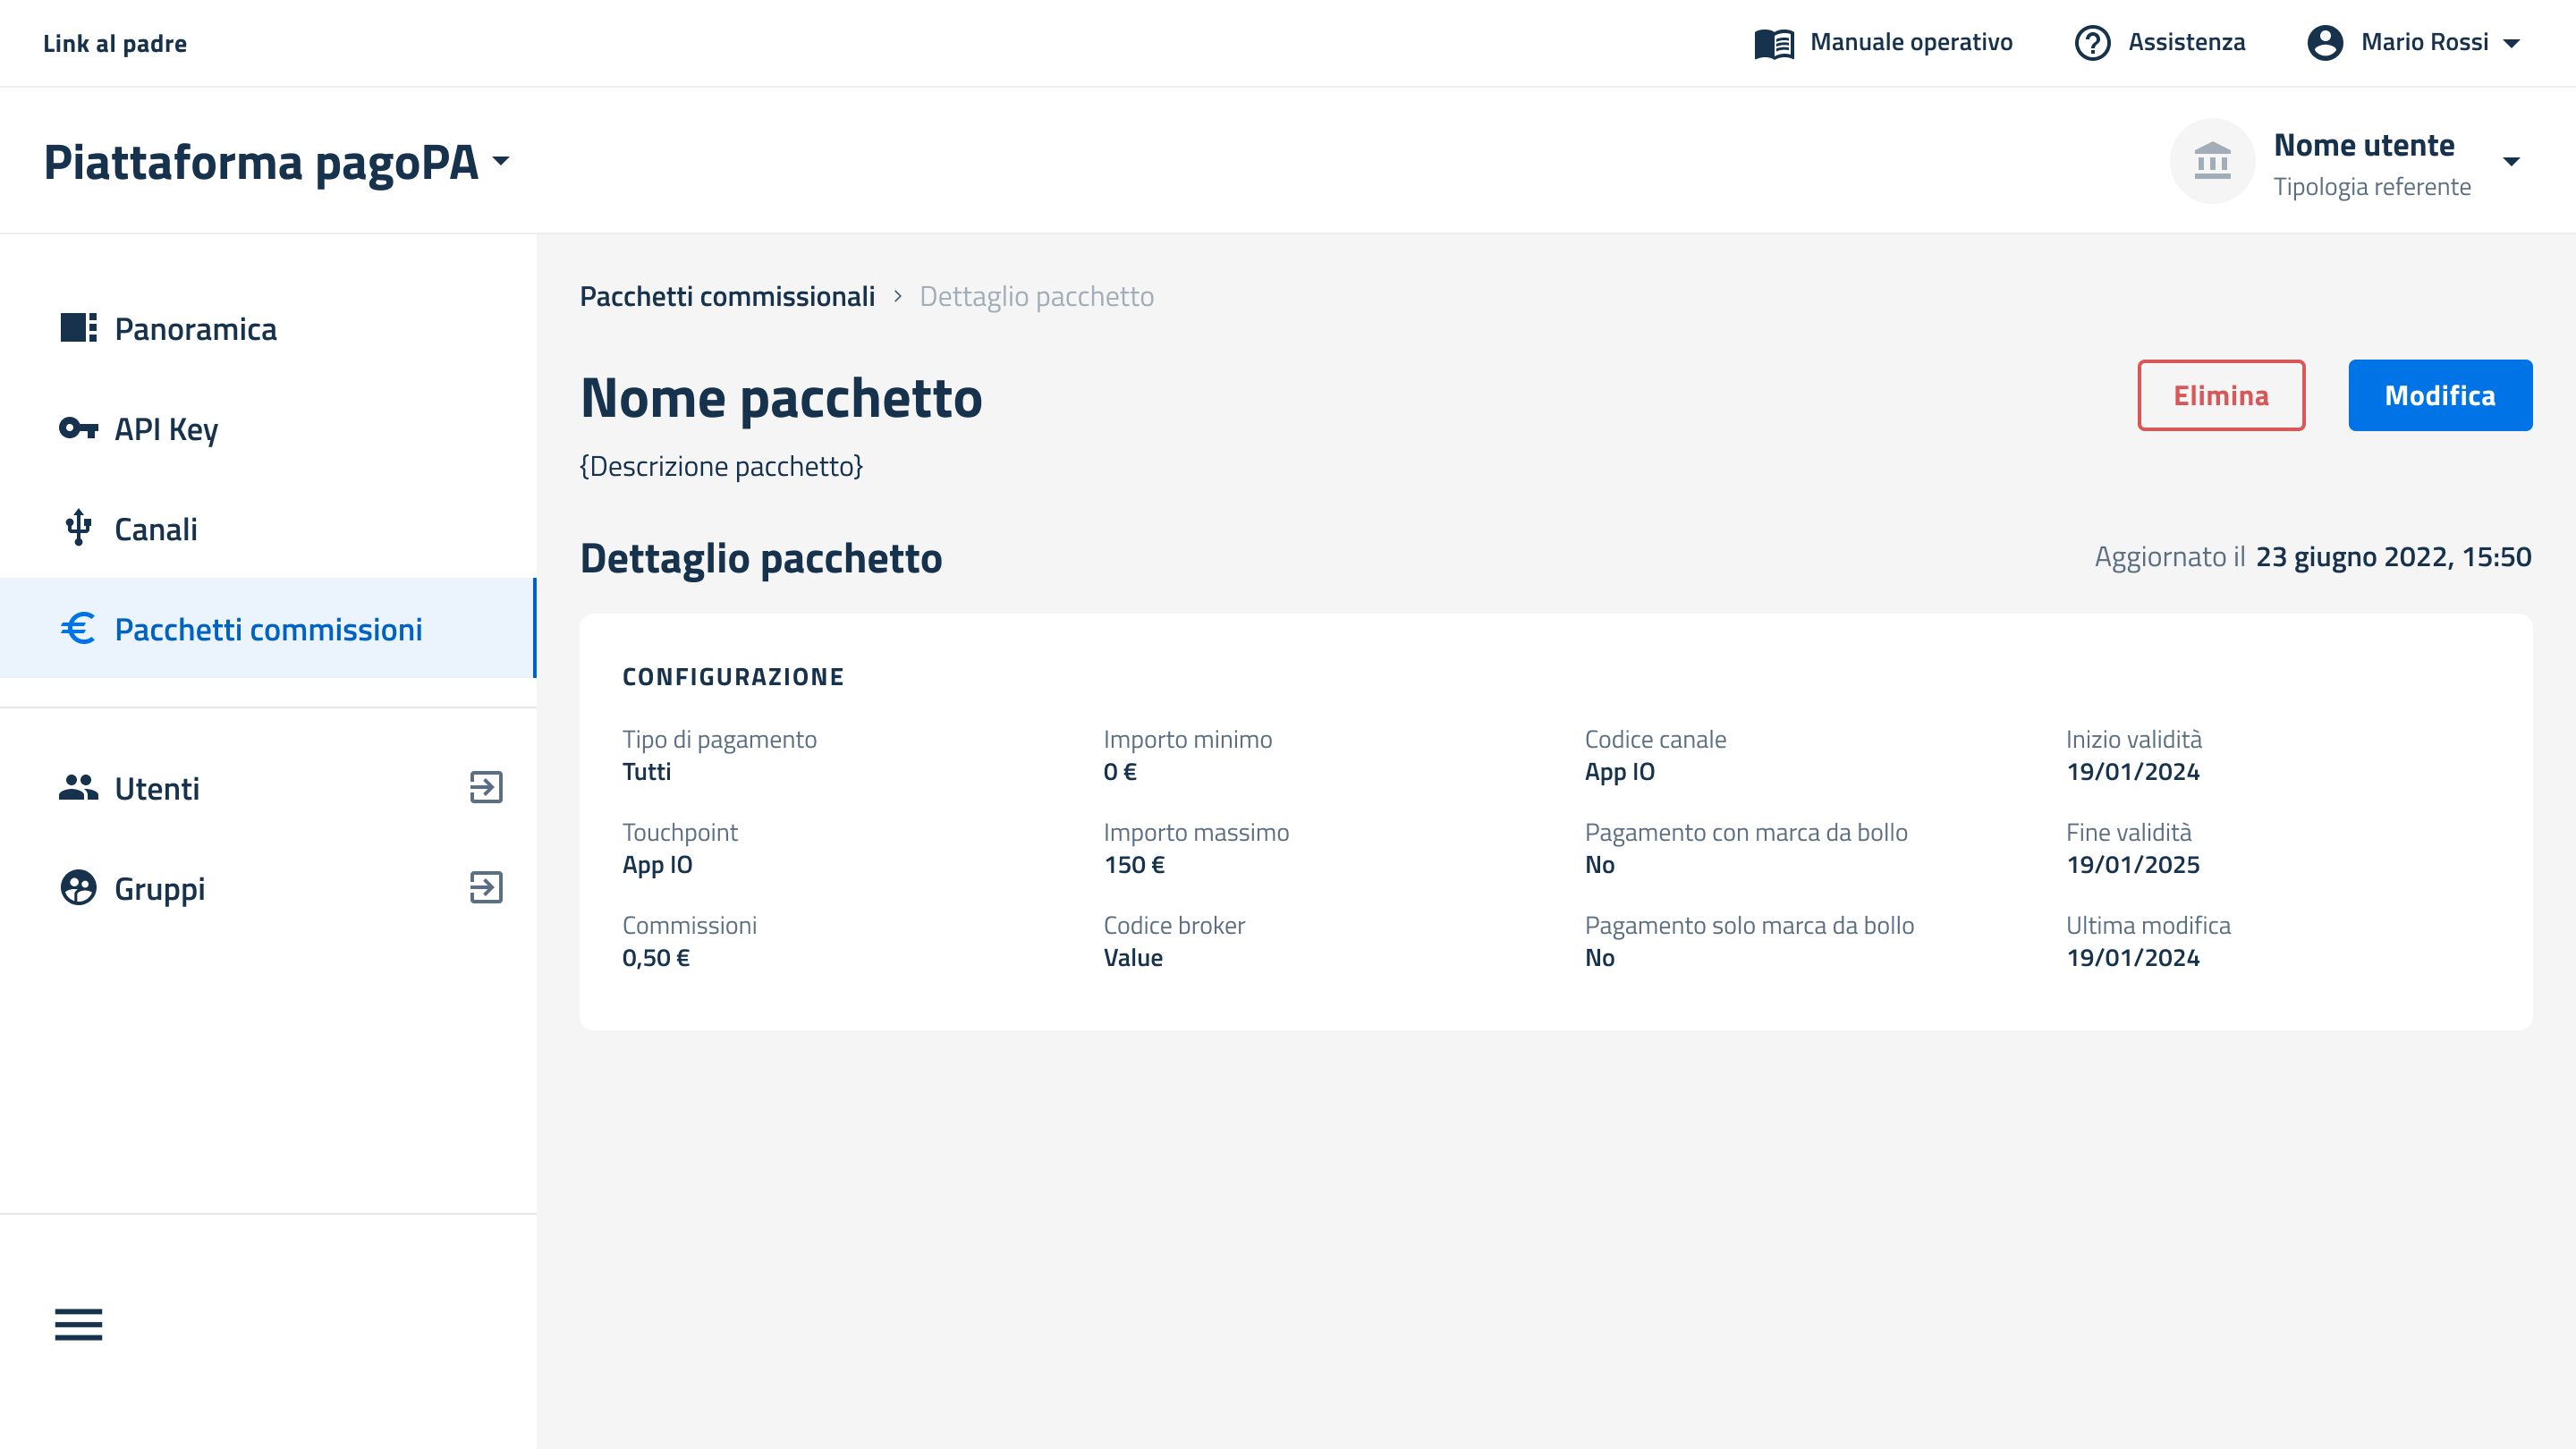 Link al padre
Manuale operativo
Assistenza
Mario Rossi
Piattaforma pagoPA
Nome utente
Tipologia referente
Panoramica
API Key
Canali
Pacchetti commissioni
Utenti
Gruppi
Pacchetti commissionali > Dettaglio pacchetto
Nome pacchetto
Elimina
Modifica
{Descrizione pacchetto}
Dettaglio pacchetto
Aggiornato il 23 giugno 2022, 15:50
CONFIGURAZIONE
Tipo di pagamento
Tutti
Importo minimo
0 €
Codice canale
App IO
Inizio validità
19/01/2024
Touchpoint
App IO
Importo massimo
150 €
Pagamento con marca da bollo
No
Fine validità
19/01/2025
Commissioni
0,50 €
Codice broker
Value
Pagamento solo marca da bollo
No
Ultima modifica
19/01/2024